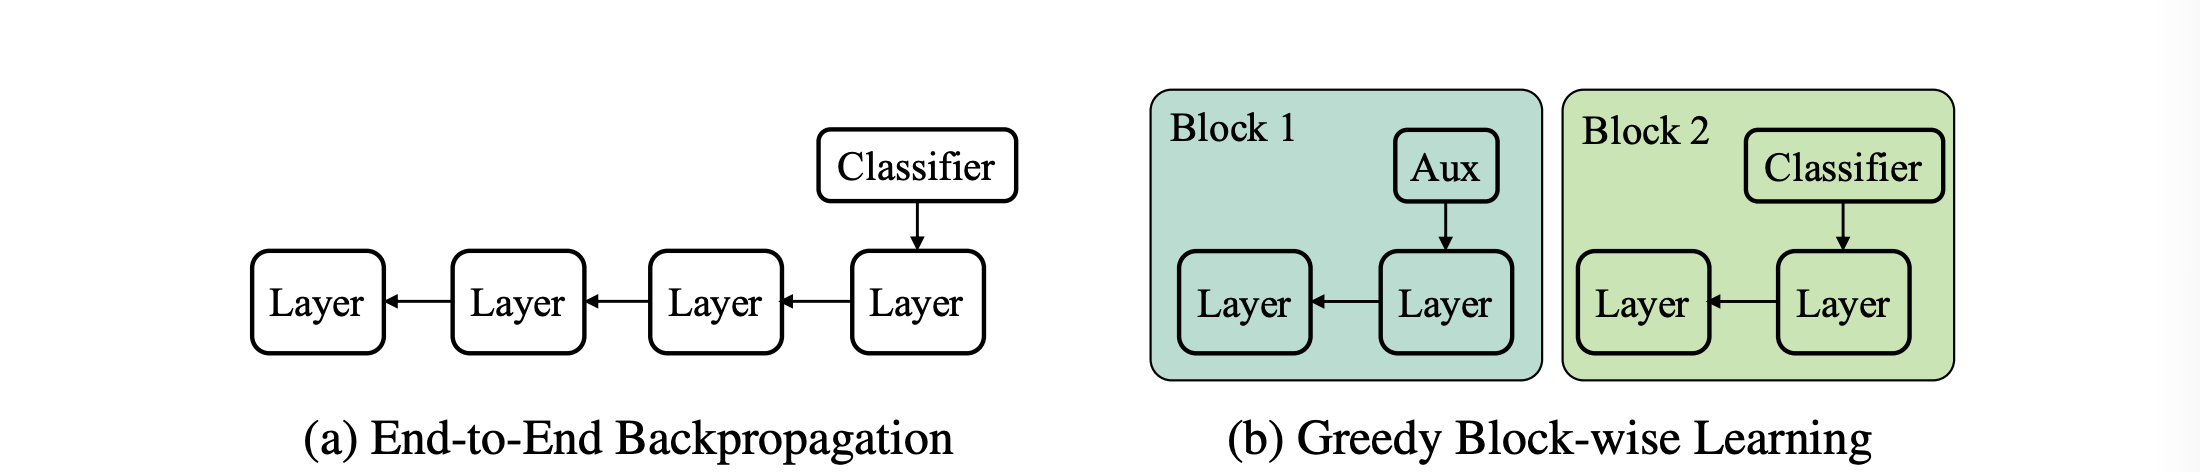 Classifier
Layer
Layer
Layer
Layer
(a) End-to-End Backpropagation
Block 1
Aux
Layer
Layer
Block 2
Classifier
Layer
Layer
(b) Greedy Block-wise Learning